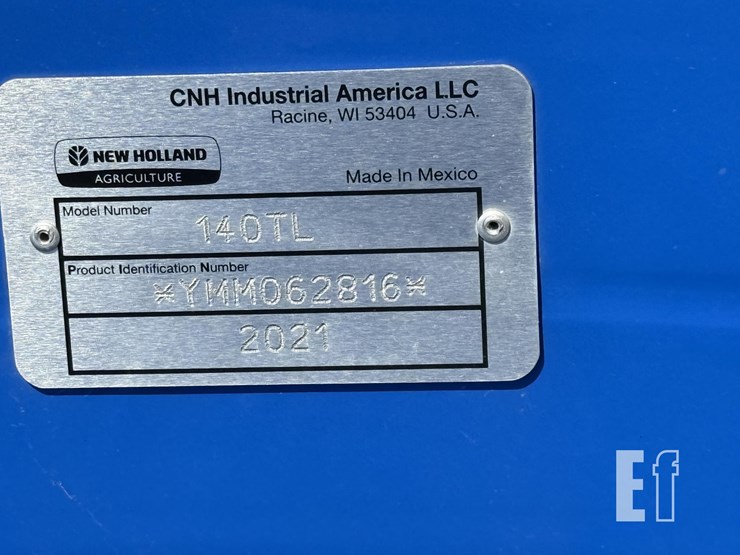 CNH Industrial America LLC
Racine, WI 53404 U.S.A.
NEW HOLLAND
AGRICULTURE
Made In Mexico
Model Number
140TL
Product Identification Number
*YMM062816*
2021
Ef